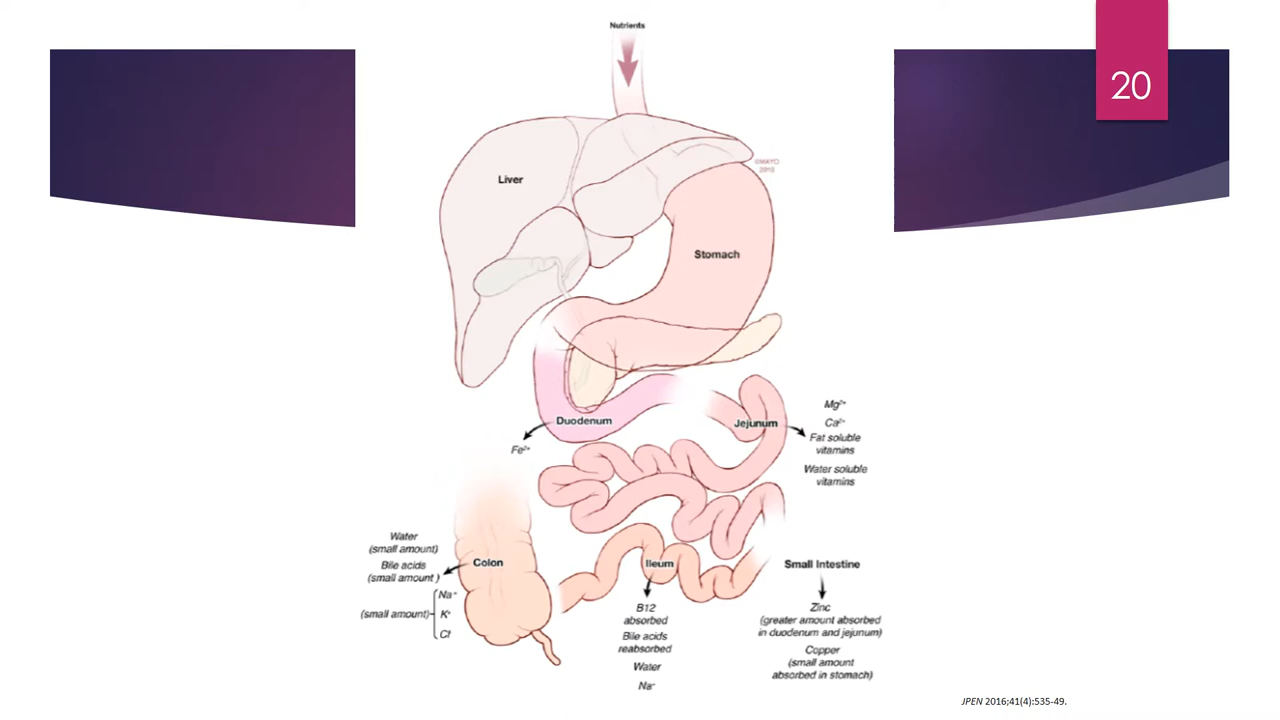 Nutrients
20
©MAYO
2015
Liver
Stomach
Duodenum
Fe²⁺
Jejunum
Mg²⁺
Ca²⁺
Fat soluble
vitamins
Water soluble
vitamins
Water
(small amount)
Bile acids
(small amount)
Colon
(small amount)
Na⁺
K⁺
Cl⁻
Ileum
B12
absorbed
Bile acids
reabsorbed
Water
Na⁺
Small Intestine
Zinc
(greater amount absorbed
in duodenum and jejunum)
Copper
(small amount
absorbed in stomach)
JPEN 2016;41(4):535-49.